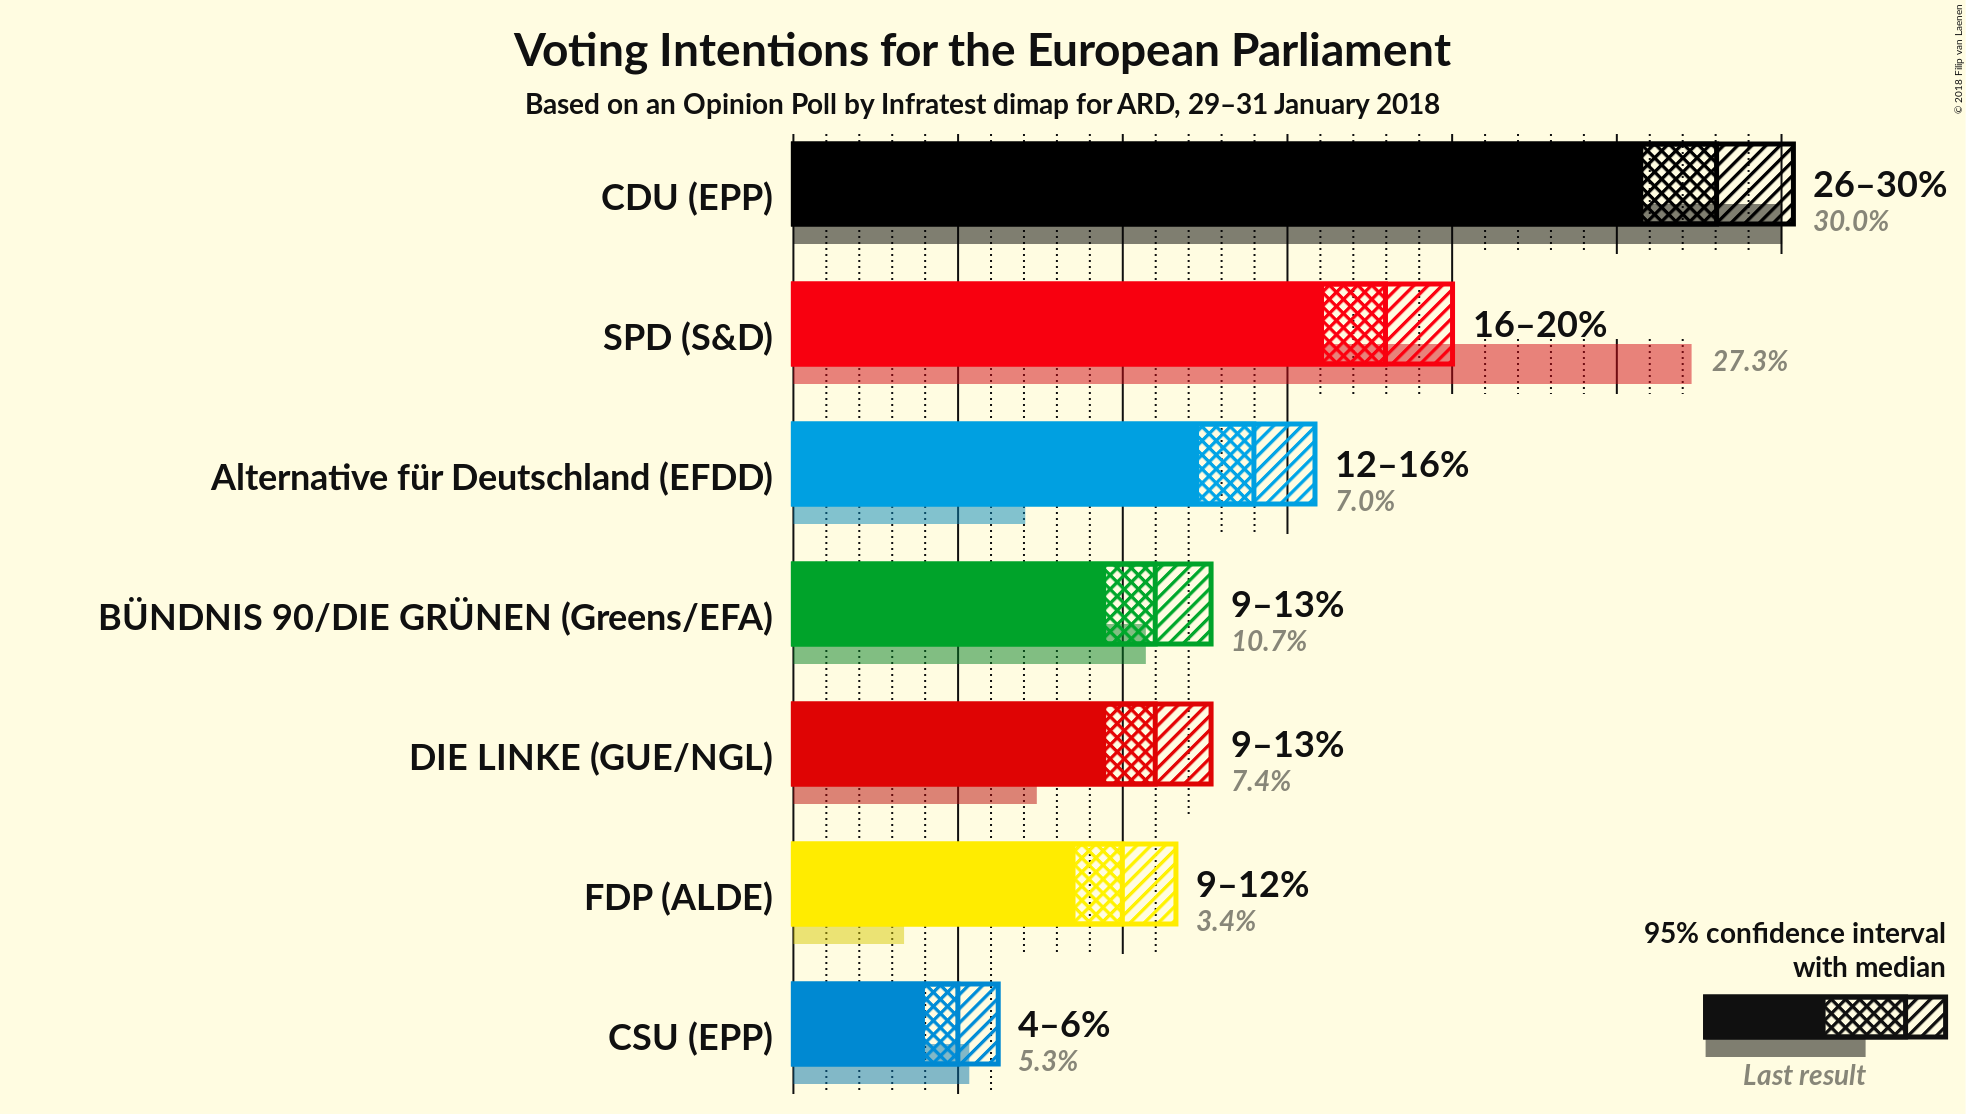 Voting Intentions for the European Parliament
Based on an Opinion Poll by Infratest dimap for ARD, 29–31 January 2018
© 2018 Filip van Laenen
CDU (EPP)
26–30%
30.0%
SPD (S&D)
16–20%
27.3%
Alternative für Deutschland (EFDD)
12–16%
7.0%
BÜNDNIS 90/DIE GRÜNEN (Greens/EFA)
9–13%
10.7%
DIE LINKE (GUE/NGL)
9–13%
7.4%
FDP (ALDE)
9–12%
3.4%
CSU (EPP)
4–6%
5.3%
95% confidence interval
with median
Last result